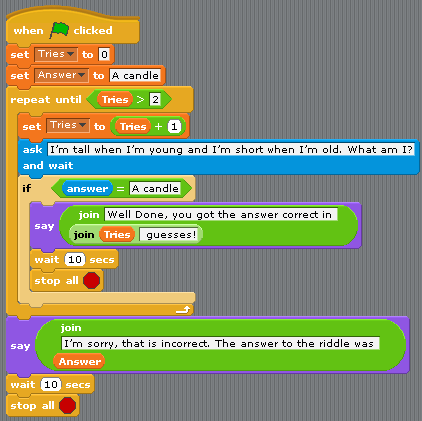 when clicked
set Tries to 0
set Answer to A candle
repeat until Tries > 2
set Tries to Tries + 1
ask I'm tall when I'm young and I'm short when I'm old. What am I?
and wait
if answer = A candle
join Well Done, you got the answer correct in
say
join Tries guesses!
wait 10 secs
stop all
join
say I'm sorry, that is incorrect. The answer to the riddle was
Answer
wait 10 secs
stop all